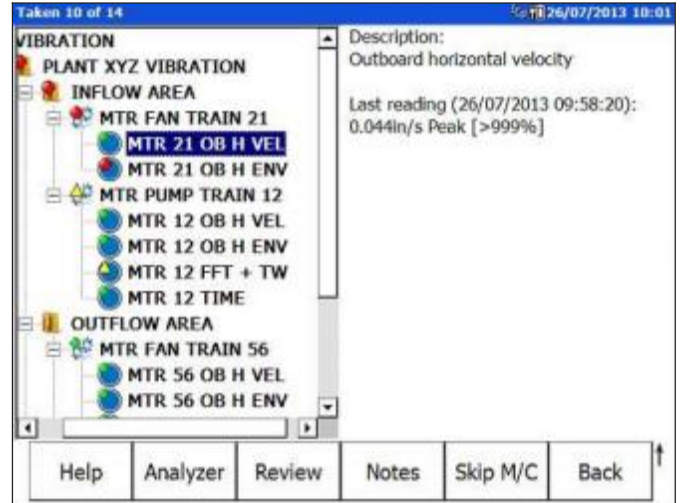 Taken 10 of 14
26/07/2013 10:01
VIBRATION
PLANT XYZ VIBRATION
INFLOW AREA
MTR FAN TRAIN 21
MTR 21 OB H VEL
MTR 21 OB H ENV
MTR PUMP TRAIN 12
MTR 12 OB H VEL
MTR 12 OB H ENV
MTR 12 FFT + TW
MTR 12 TIME
OUTFLOW AREA
MTR FAN TRAIN 56
MTR 56 OB H VEL
MTR 56 OB H ENV
Description:
Outboard horizontal velocity
Last reading (26/07/2013 09:58:20):
0.044in/s Peak [>999%]
Help
Analyzer
Review
Notes
Skip M/C
Back